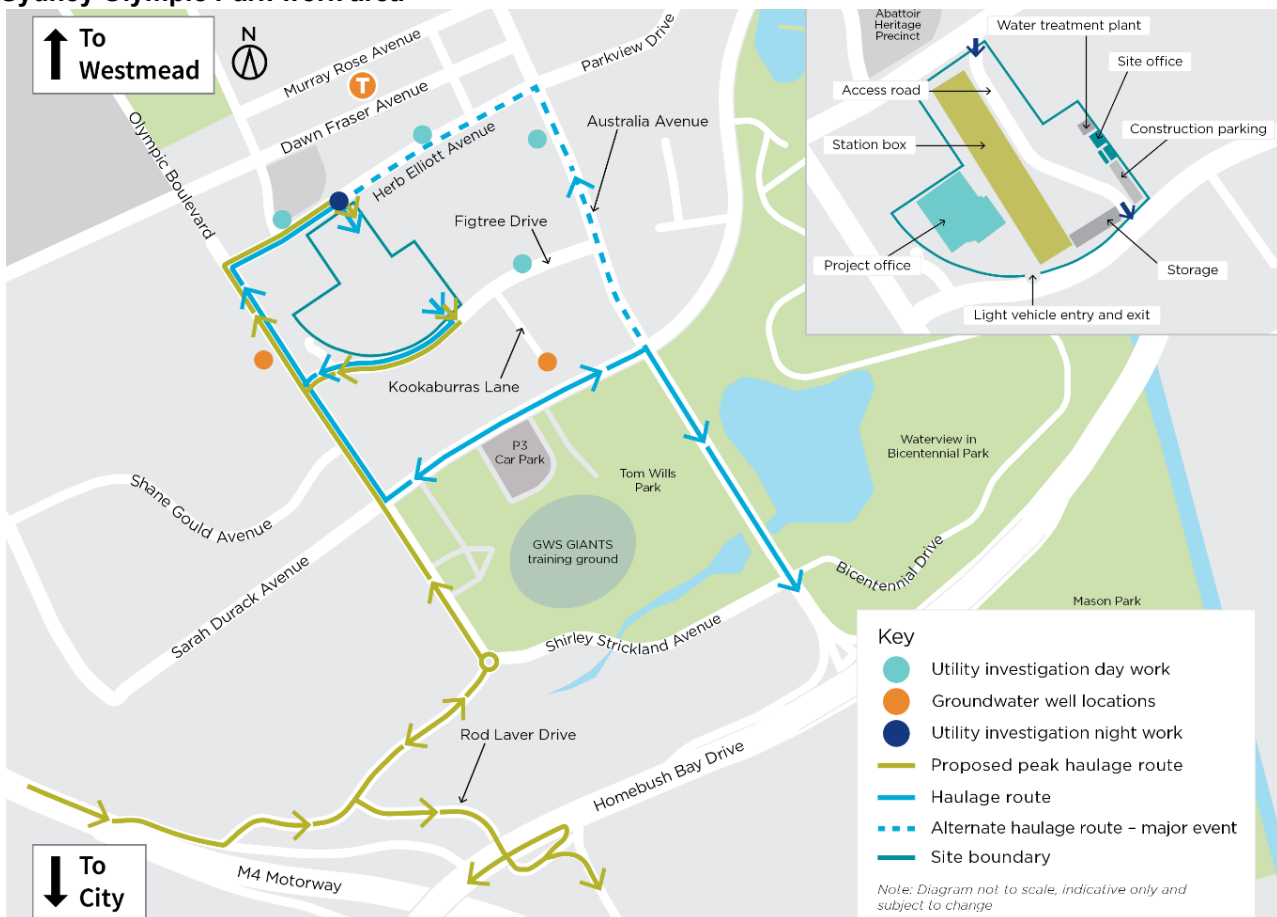 Sydney Olympic Park work area
To
Westmead
N
Murray Rose Avenue
T
Dawn Fraser Avenue
Parkview Drive
Olympic Boulevard
Herb Elliott Avenue
Australia Avenue
Figtree Drive
Kookaburras Lane
P3
Car Park
Tom Wills
Park
Waterview in
Bicentennial Park
Shane Gould Avenue
GWS GIANTS
training ground
Sarah Durack Avenue
Bicentennial Drive
Mason Park
Shirley Strickland Avenue
Rod Laver Drive
Homebush Bay Drive
M4 Motorway
To
City
Abattoir
Heritage
Precinct
Water treatment plant
Site office
Access road
Construction parking
Station box
Project office
Storage
Light vehicle entry and exit
Key
Utility investigation day work
Groundwater well locations
Utility investigation night work
Proposed peak haulage route
Haulage route
Alternate haulage route – major event
Site boundary
Note: Diagram not to scale, indicative only and
subject to change